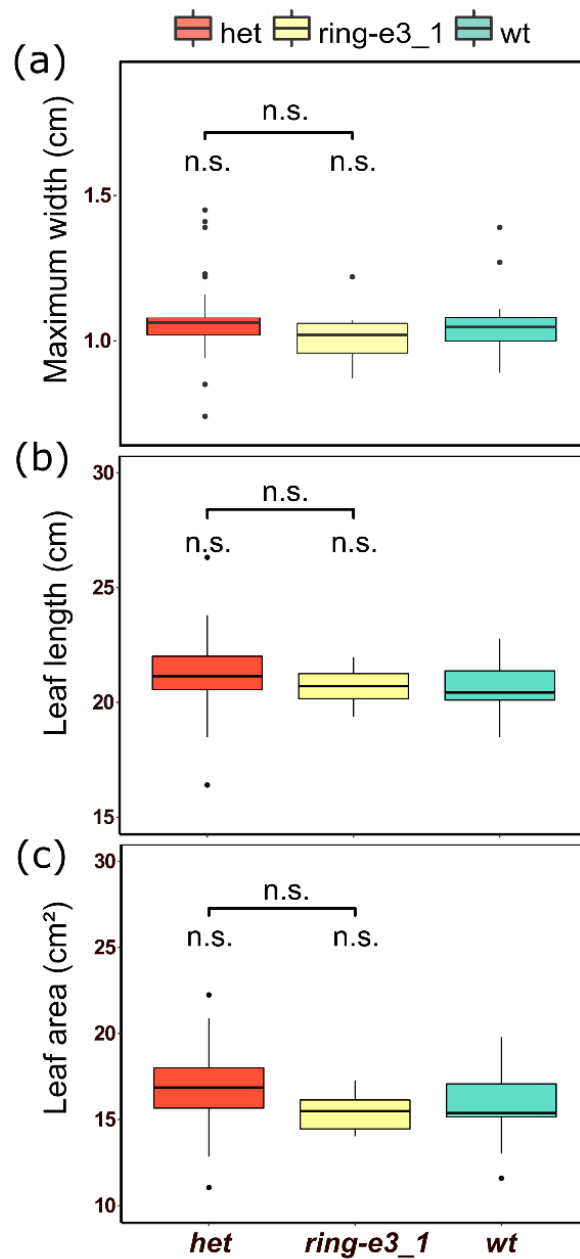 het ring-e3_1 wt
(a)
Maximum width (cm)
n.s.
n.s. n.s.
1.5
1.0
(b)
Leaf length (cm)
30
n.s.
n.s. n.s.
25
20
15
(c)
Leaf area (cm²)
30
n.s.
n.s. n.s.
25
20
15
10
het ring-e3_1 wt